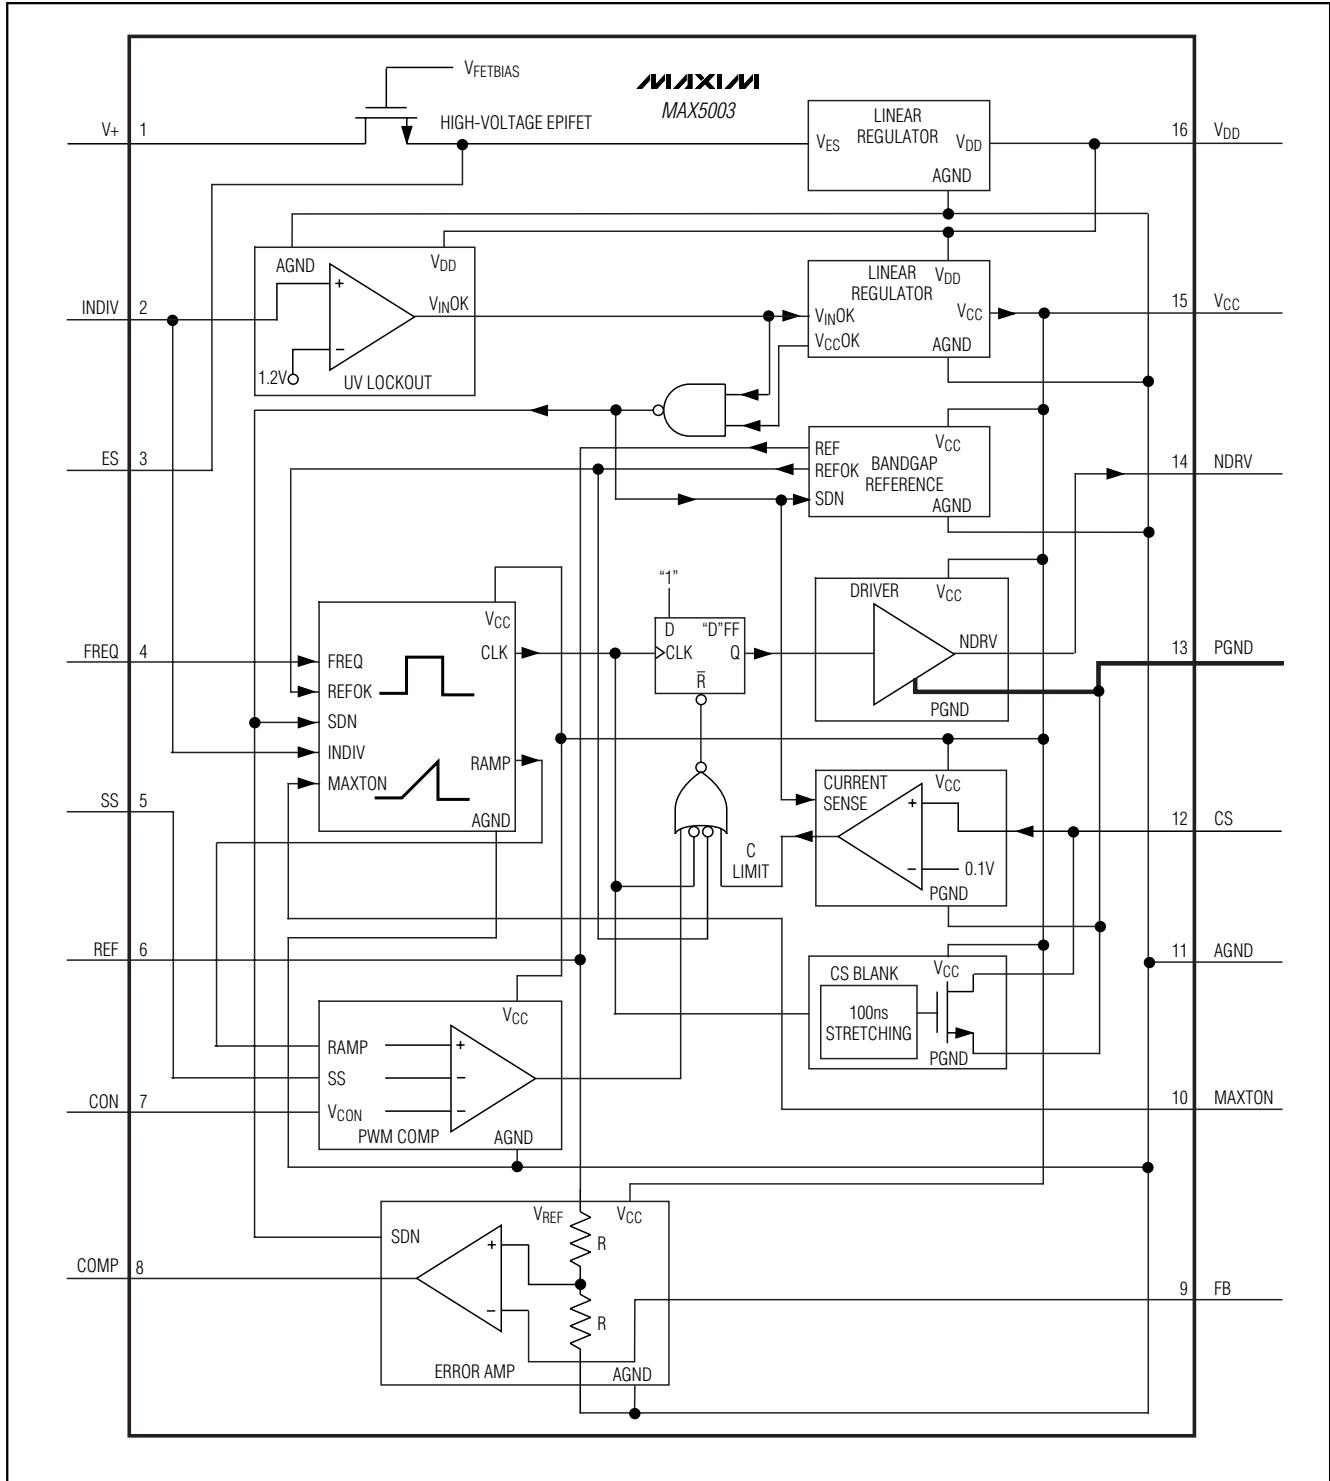 MAXIM
MAX5003
VFETBIAS
HIGH-VOLTAGE EPIFET
V+ 1
LINEAR
REGULATOR
VES
VDD
AGND
16 VDD
AGND
VDD
VINOK
1.2V
UV LOCKOUT
+
−
INDIV 2
LINEAR
REGULATOR
VDD
VINOK
VCCOK
VCC
AGND
15 VCC
ES 3
REF
REFOK
SDN
BANDGAP
REFERENCE
VCC
AGND
14 NDRV
FREQ 4
VCC
CLK
FREQ
REFOK
SDN
INDIV
MAXTON
RAMP
AGND
"1"
D "D"FF
CLK Q
R
DRIVER
VCC
NDRV
PGND
13 PGND
SS 5
CURRENT
SENSE
VCC
+
−
0.1V
PGND
C
LIMIT
12 CS
REF 6
11 AGND
CS BLANK
VCC
100ns
STRETCHING
PGND
CON 7
VCC
RAMP
SS
VCON
+
−
−
PWM COMP
AGND
10 MAXTON
COMP 8
SDN
VREF
VCC
R
R
+
−
ERROR AMP
AGND
9 FB